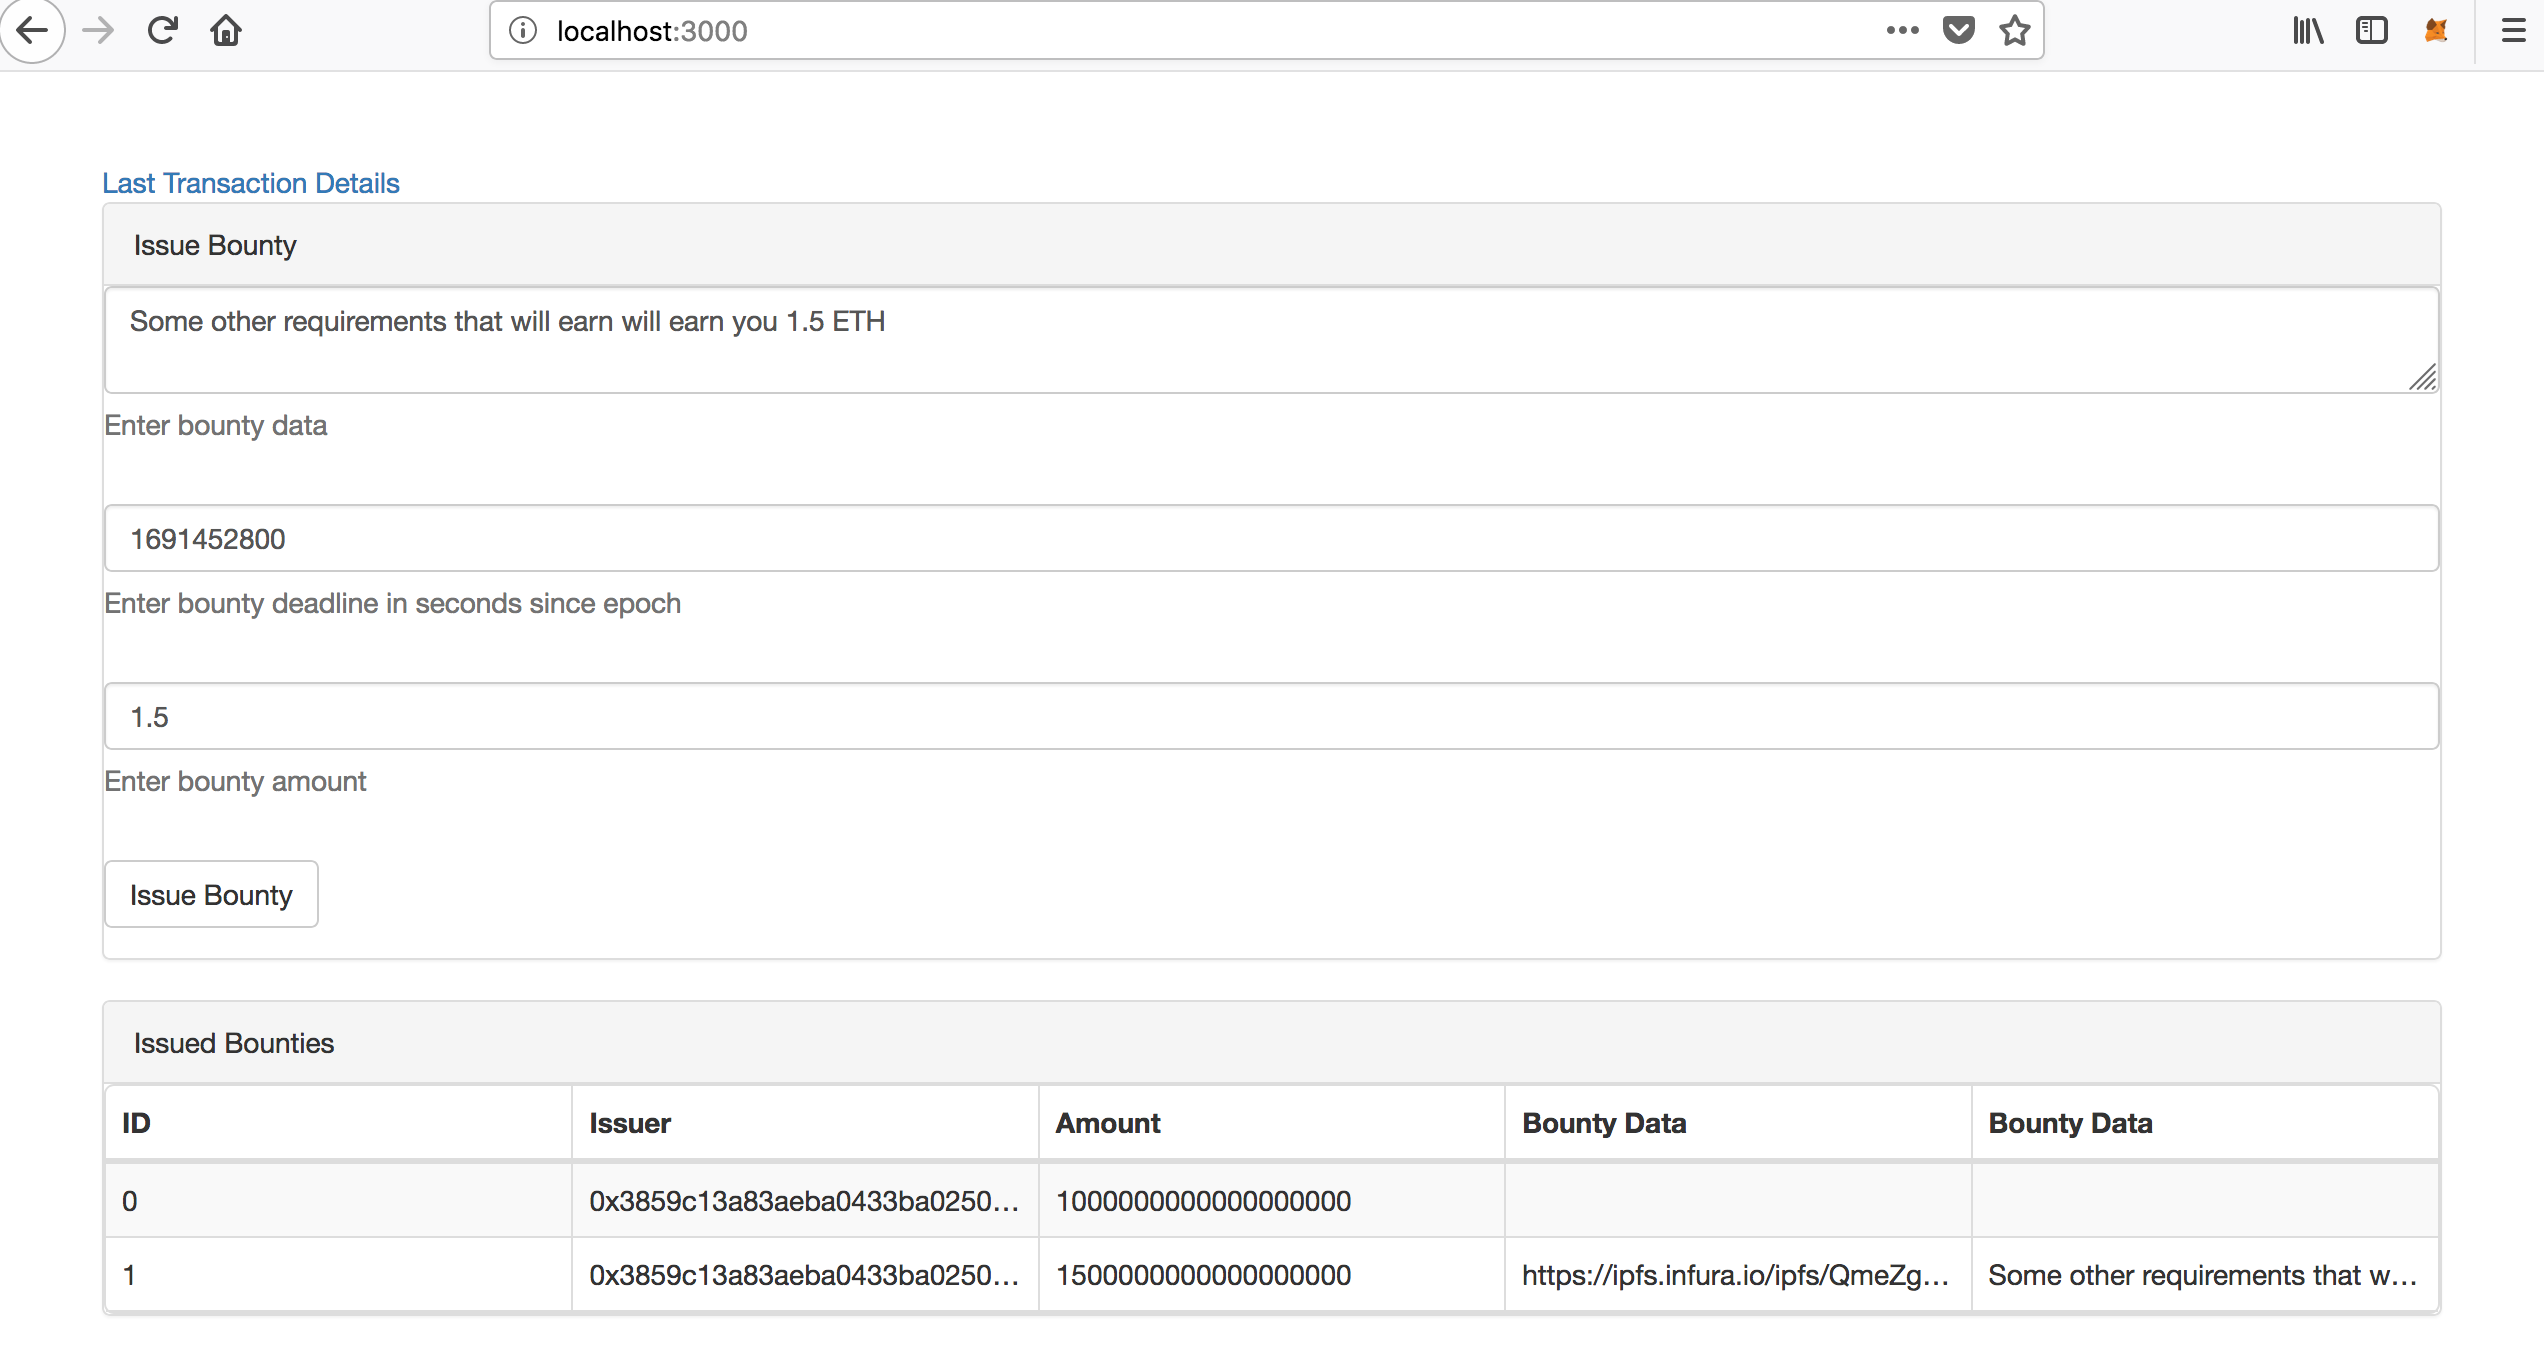 localhost:3000
Last Transaction Details
Issue Bounty
Some other requirements that will earn will earn you 1.5 ETH
Enter bounty data
1691452800
Enter bounty deadline in seconds since epoch
1.5
Enter bounty amount
Issue Bounty
Issued Bounties
ID Issuer Amount Bounty Data Bounty Data
0 0x3859c13a83aeba0433ba0250... 1000000000000000000
1 0x3859c13a83aeba0433ba0250... 1500000000000000000 https://ipfs.infura.io/ipfs/QmeZg... Some other requirements that w...